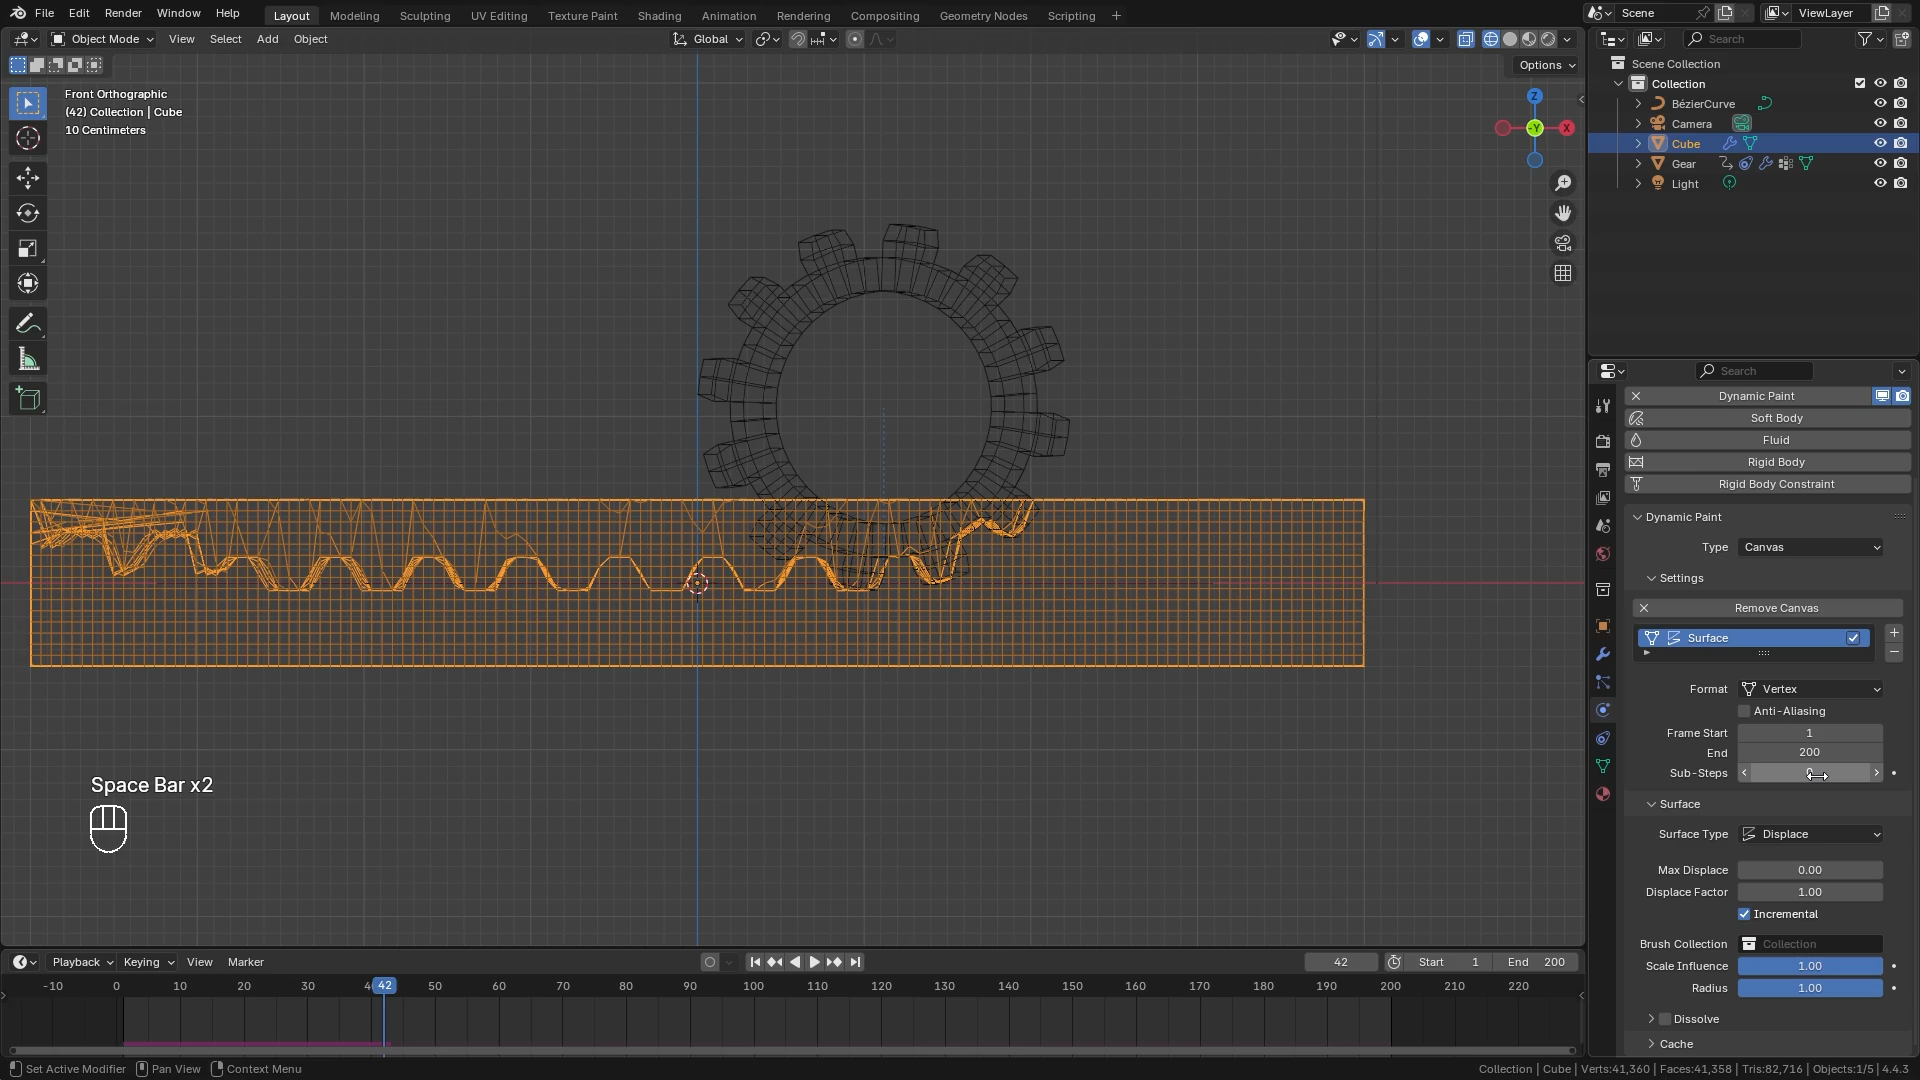 File Edit Render Window Help
Layout Modeling Sculpting UV Editing Texture Paint Shading Animation Rendering Compositing Geometry Nodes Scripting +
Scene
ViewLayer
Object Mode View Select Add Object
Global
Options
Front Orthographic
(42) Collection | Cube
10 Centimeters
Z
-Y
X
Search
Scene Collection
Collection
BézierCurve
Camera
Cube
Gear
Light
Search
Dynamic Paint
Soft Body
Fluid
Rigid Body
Rigid Body Constraint
Dynamic Paint
Type Canvas
Settings
Remove Canvas
Surface
Format Vertex
Anti-Aliasing
Frame Start 1
End 200
Sub-Steps
Surface
Surface Type Displace
Max Displace 0.00
Displace Factor 1.00
Incremental
Brush Collection Collection
Scale Influence 1.00
Radius 1.00
Dissolve
Cache
Space Bar x2
Playback Keying View Marker
42 Start 1 End 200
-10 0 10 20 30 42 50 60 70 80 90 100 110 120 130 140 150 160 170 180 190 200 210 220
Set Active Modifier Pan View Context Menu
Collection | Cube | Verts:41,360 | Faces:41,358 | Tris:82,716 | Objects:1/5 | 4.4.3